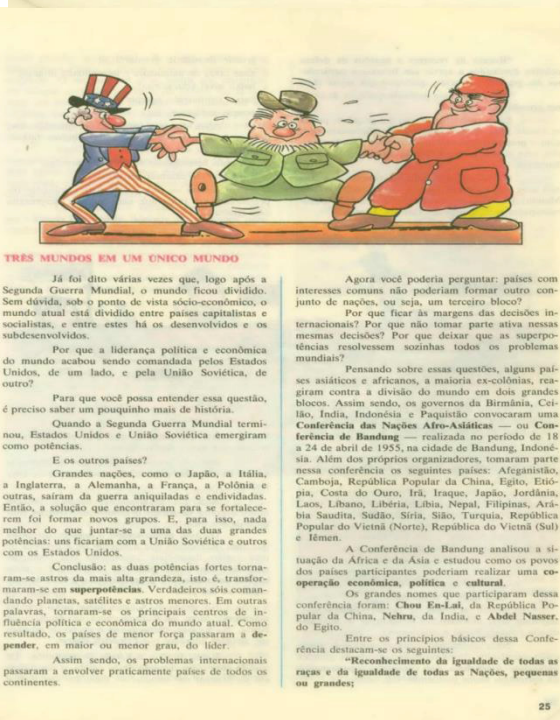 TRÊS MUNDOS EM UM ÚNICO MUNDO
Já foi dito várias vezes que, logo após a
Segunda Guerra Mundial, o mundo ficou dividido.
Sem dúvida, sob o ponto de vista sócio-econômico, o
mundo atual está dividido entre países capitalistas e
socialistas, e entre estes há os desenvolvidos e os
subdesenvolvidos.
Por que a liderança política e econômica
do mundo acabou sendo comandada pelos Estados
Unidos, de um lado, e pela União Soviética, de
outro?
Para que você possa entender essa questão,
é preciso saber um pouquinho mais de história.
Quando a Segunda Guerra Mundial termi-
nou, Estados Unidos e União Soviética emergiram
como potências.
E os outros países?
Grandes nações, como o Japão, a Itália,
a Inglaterra, a Alemanha, a França, a Polônia e
outras, saíram da guerra aniquiladas e endividadas.
Então, a solução que encontraram para se fortalece-
rem foi formar novos grupos. E, para isso, nada
melhor do que juntar-se a uma das duas grandes
potências: uns ficariam com a União Soviética e outros
com os Estados Unidos.
Conclusão: as duas potências fortes torna-
ram-se astros da mais alta grandeza, isto é, transfor-
maram-se em superpotências. Verdadeiros sóis coman-
dando planetas, satélites e astros menores. Em outras
palavras, tornaram-se os principais centros de in-
fluência política e econômica do mundo atual. Como
resultado, os países de menor força passaram a de-
pender, em maior ou menor grau, do líder.
Assim sendo, os problemas internacionais
passaram a envolver praticamente países de todos os
continentes.
Agora você poderia perguntar: países com
interesses comuns não poderiam formar outro con-
junto de nações, ou seja, um terceiro bloco?
Por que ficar às margens das decisões in-
ternacionais? Por que não tomar parte ativa nessas
mesmas decisões? Por que deixar que as superpo-
tências resolvessem sozinhas todos os problemas
mundiais?
Pensando sobre essas questões, alguns paí-
ses asiáticos e africanos, a maioria ex-colônias, rea-
giram contra a divisão do mundo em dois grandes
blocos. Assim sendo, os governos da Birmânia, Cei-
lão, Índia, Indonésia e Paquistão convocaram uma
Conferência das Nações Afro-Asiáticas — ou Con-
ferência de Bandung — realizada no período de 18
a 24 de abril de 1955, na cidade de Bandung, Indoné-
sia. Além dos próprios organizadores, tomaram parte
nessa conferência os seguintes países: Afeganistão,
Camboja, República Popular da China, Egito, Etió-
pia, Costa do Ouro, Irã, Iraque, Japão, Jordânia,
Laos, Líbano, Libéria, Líbia, Nepal, Filipinas, Ará-
bia Saudita, Sudão, Síria, Sião, Turquia, República
Popular do Vietnã (Norte), República do Vietnã (Sul)
e Iêmen.
A Conferência de Bandung analisou a si-
tuação da África e da Ásia e estudou como os povos
dos países participantes poderiam realizar uma co-
operação econômica, política e cultural.
Os grandes nomes que participaram dessa
conferência foram: Chou En-Lai, da República Po-
pular da China, Nehru, da Índia, e Abdel Nasser,
do Egito.
Entre os princípios básicos dessa Confe-
rência destacam-se os seguintes:
"Reconhecimento da igualdade de todas as
raças e da igualdade de todas as Nações, pequenas
ou grandes;
25